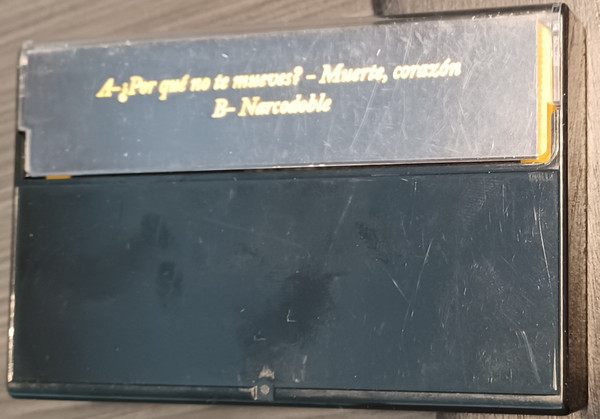 A-¿Por qué no te mueves? - Muerte, corazón
B- Narcodoble